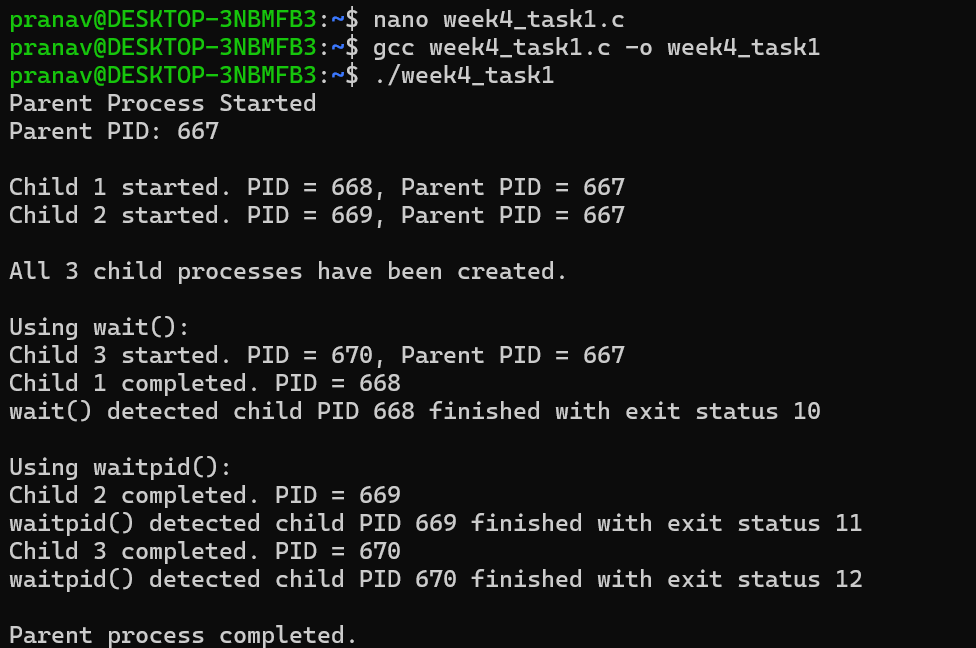 pranav@DESKTOP-3NBMFB3:~$ nano week4_task1.c
pranav@DESKTOP-3NBMFB3:~$ gcc week4_task1.c -o week4_task1
pranav@DESKTOP-3NBMFB3:~$ ./week4_task1
Parent Process Started
Parent PID: 667
Child 1 started. PID = 668, Parent PID = 667
Child 2 started. PID = 669, Parent PID = 667
All 3 child processes have been created.
Using wait():
Child 3 started. PID = 670, Parent PID = 667
Child 1 completed. PID = 668
wait() detected child PID 668 finished with exit status 10
Using waitpid():
Child 2 completed. PID = 669
waitpid() detected child PID 669 finished with exit status 11
Child 3 completed. PID = 670
waitpid() detected child PID 670 finished with exit status 12
Parent process completed.